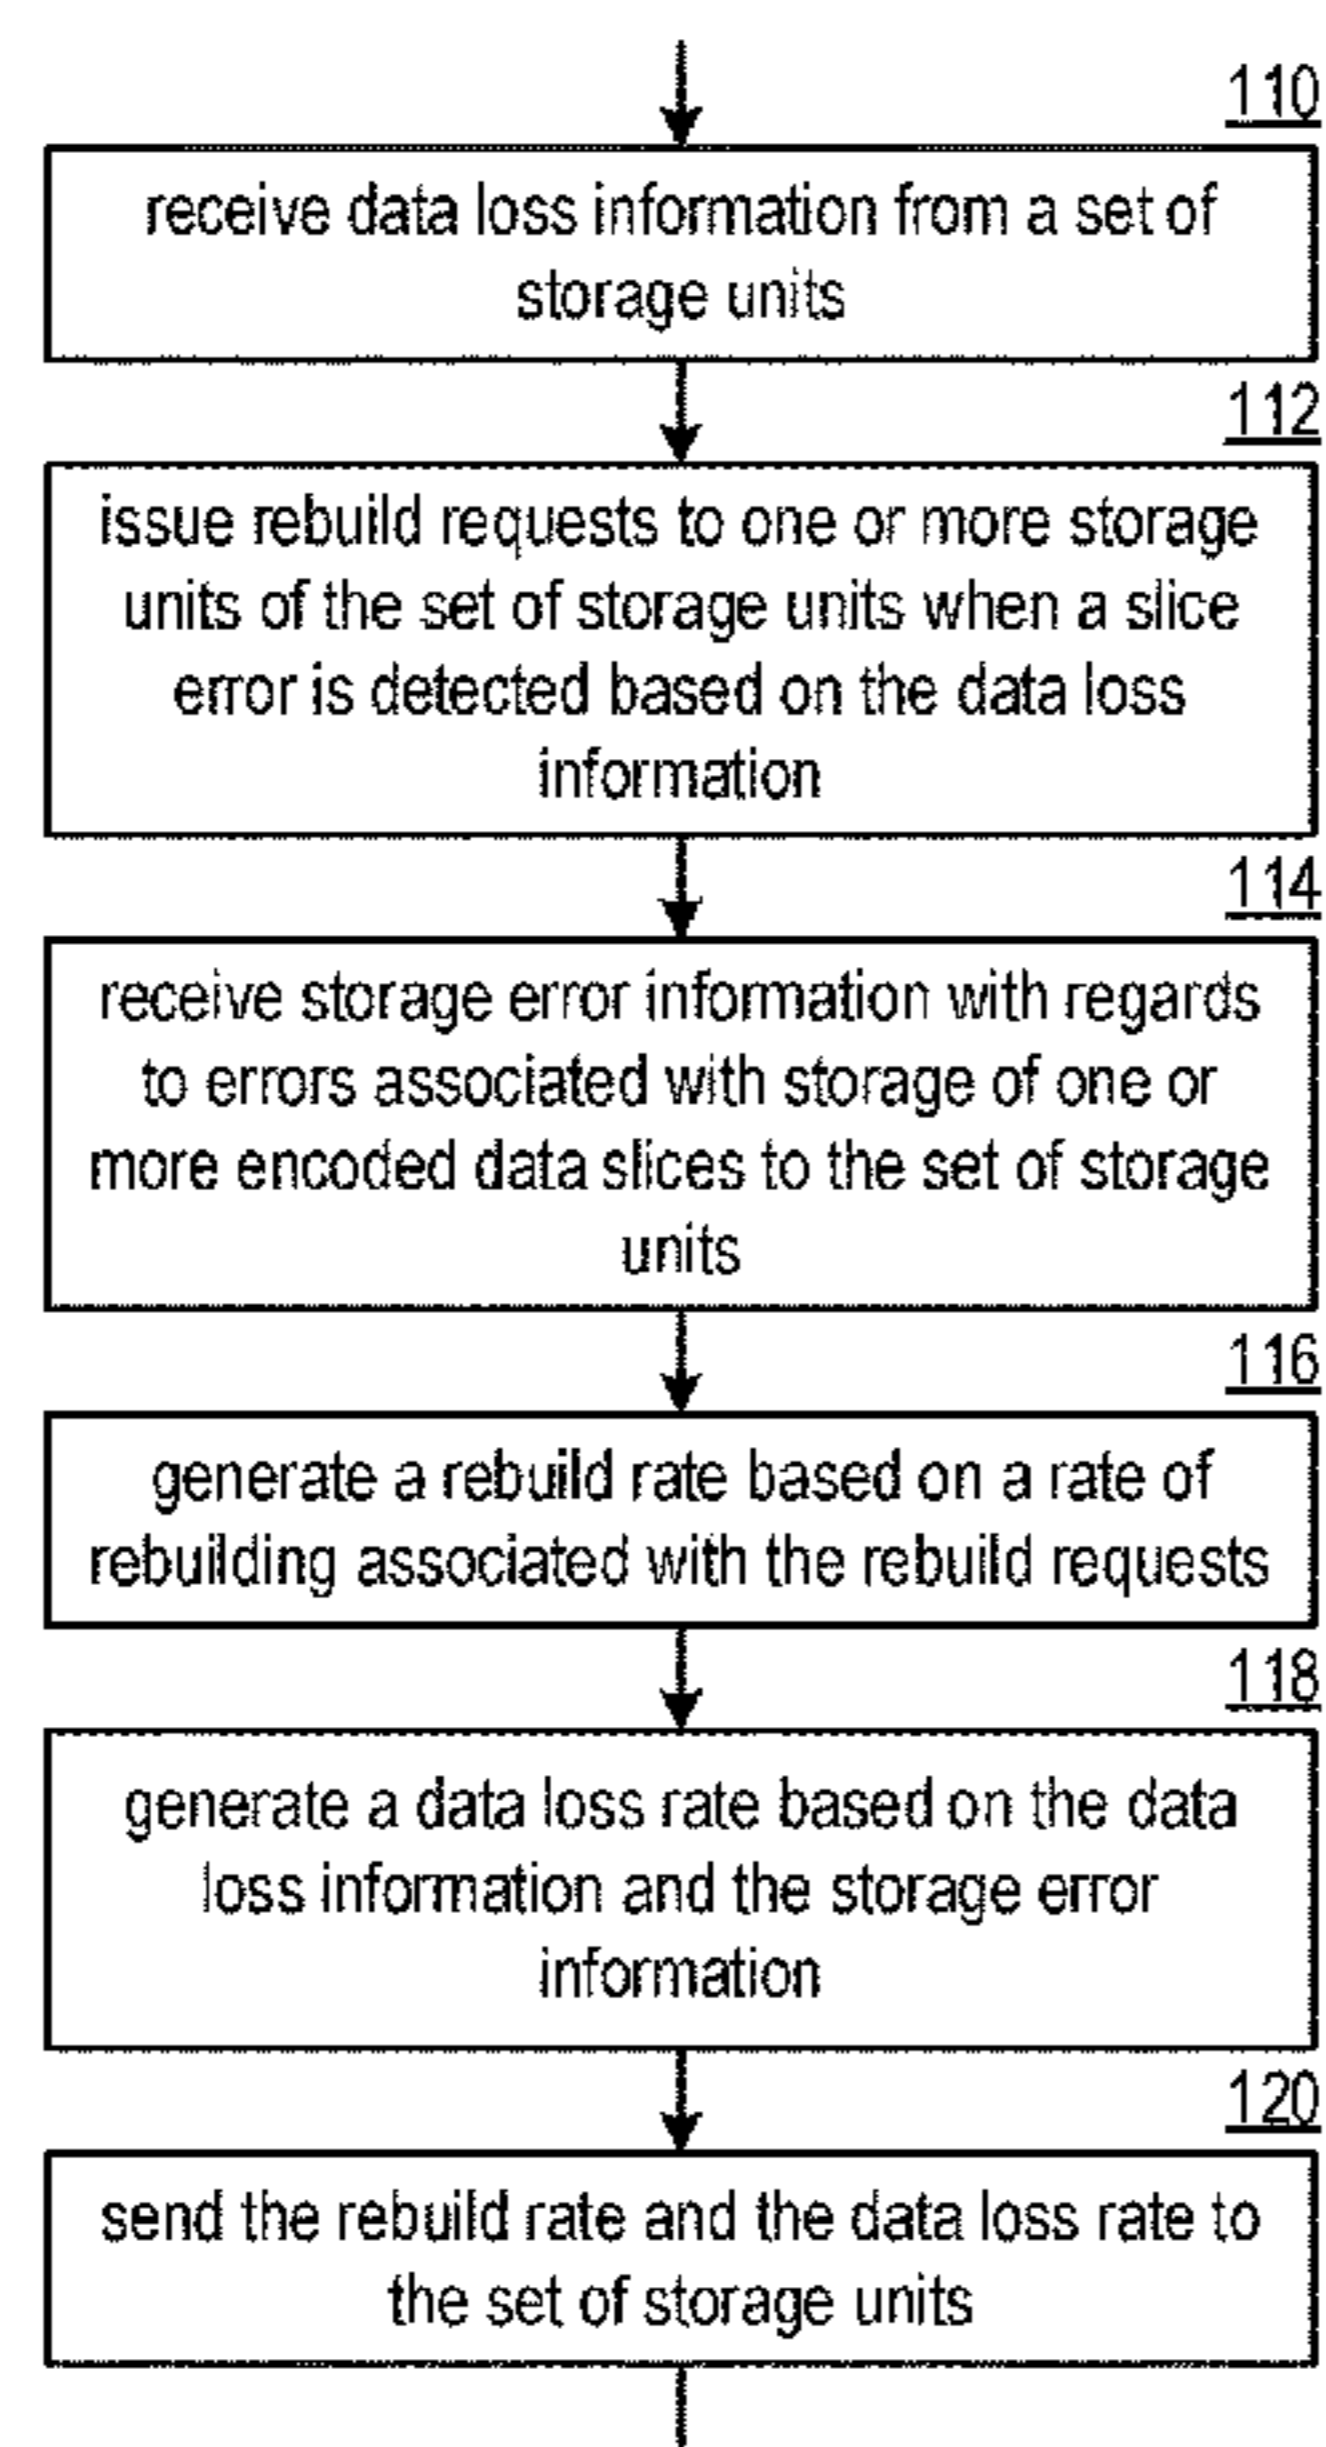 110
receive data loss information from a set of
storage units
112
issue rebuild requests to one or more storage
units of the set of storage units when a slice
error is detected based on the data loss
information
114
receive storage error information with regards
to errors associated with storage of one or
more encoded data slices to the set of storage
units
116
generate a rebuild rate based on a rate of
rebuilding associated with the rebuild requests
118
generate a data loss rate based on the data
loss information and the storage error
information
120
send the rebuild rate and the data loss rate to
the set of storage units